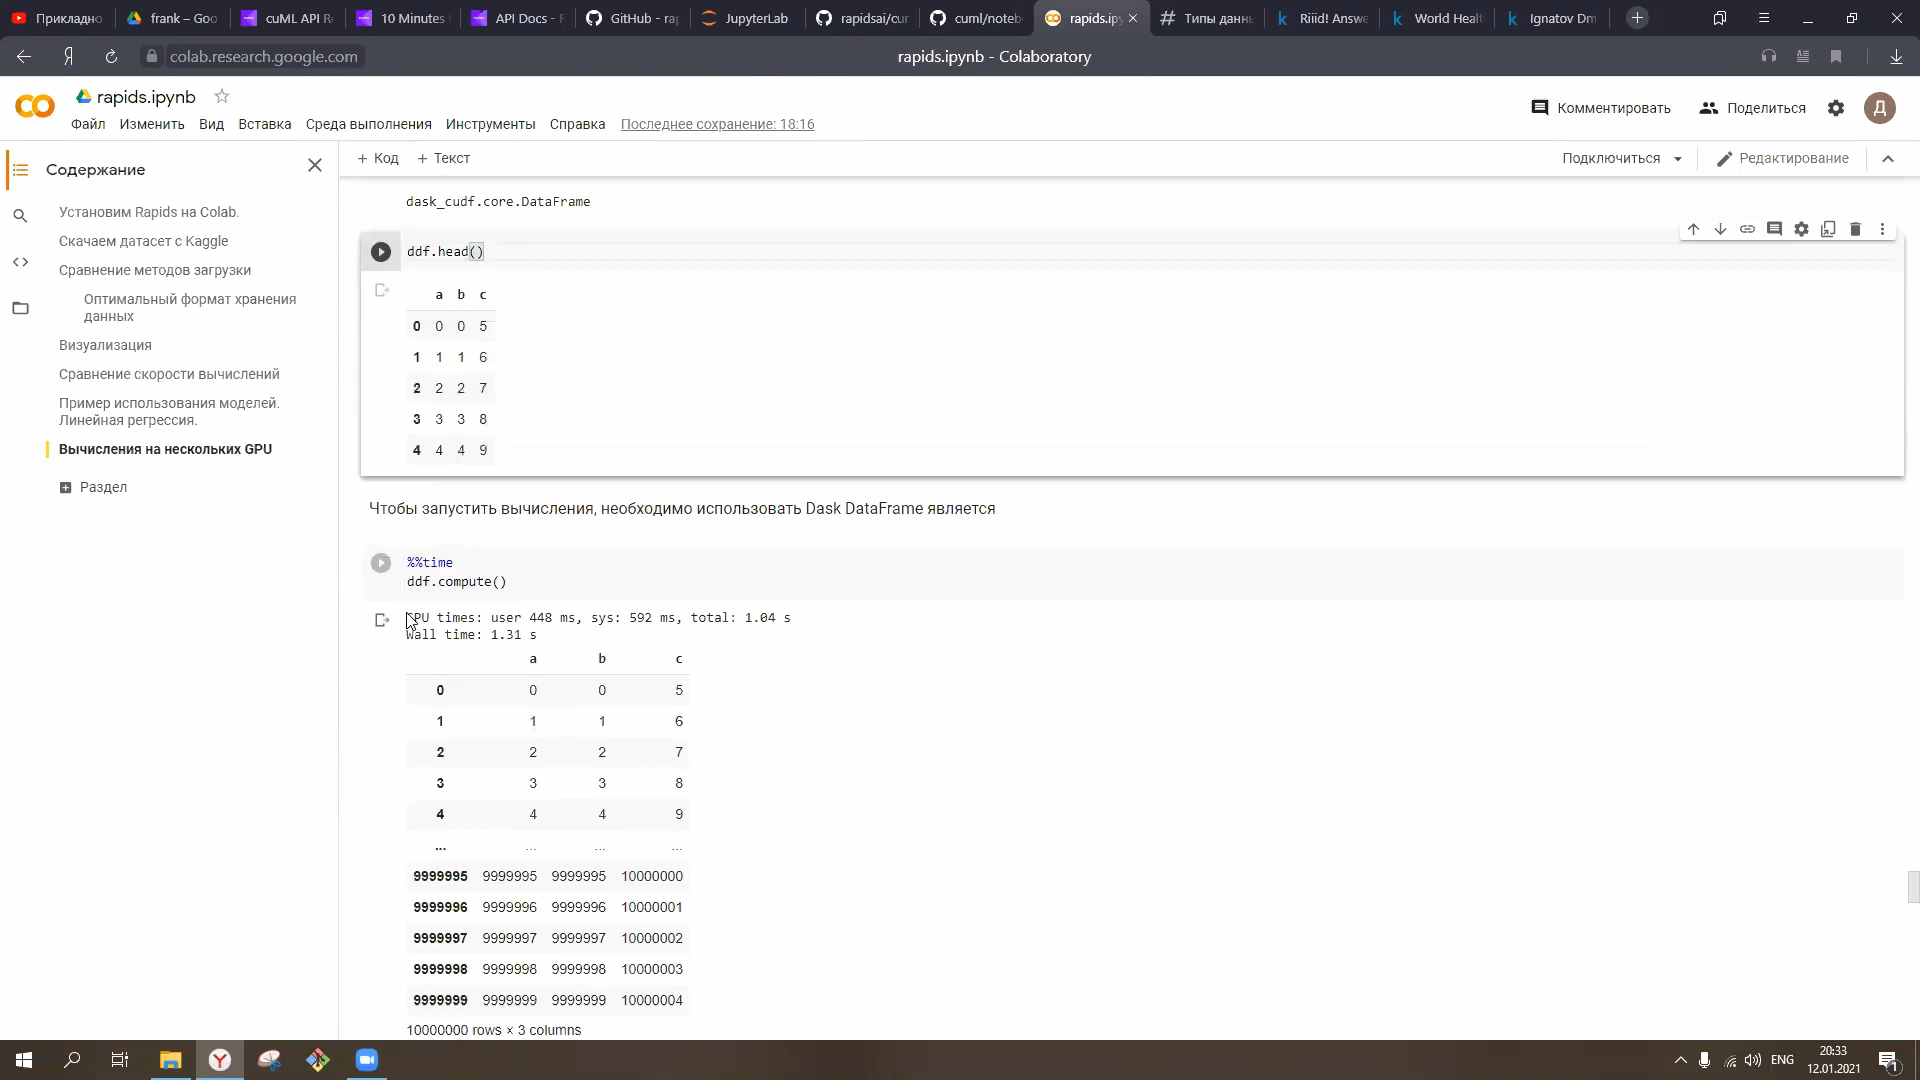 Прикладно
frank – Goo
cuML API R
10 Minutes
API Docs - F
GitHub - rap
JupyterLab
rapidsai/cur
cuml/noteb
rapids.ipy
Типы данн
Riiid! Answe
World Healt
Ignatov Dm
colab.research.google.com
rapids.ipynb - Colaboratory
rapids.ipynb
Комментировать
Поделиться
Д
Файл Изменить Вид Вставка Среда выполнения Инструменты Справка Последнее сохранение: 18:16
Содержание
+ Код + Текст
Подключиться
Редактирование
Установим Rapids на Colab.
Скачаем датасет с Kaggle
Сравнение методов загрузки
Оптимальный формат хранения
данных
Визуализация
Сравнение скорости вычислений
Пример использования моделей.
Линейная регрессия.
Вычисления на нескольких GPU
Раздел
dask_cudf.core.DataFrame
ddf.head()
a b c
0 0 0 5
1 1 1 6
2 2 2 7
3 3 3 8
4 4 4 9
Чтобы запустить вычисления, необходимо использовать Dask DataFrame является
%%time
ddf.compute()
CPU times: user 448 ms, sys: 592 ms, total: 1.04 s
Wall time: 1.31 s
a b c
0 0 0 5
1 1 1 6
2 2 2 7
3 3 3 8
4 4 4 9
... ... ... ...
9999995 9999995 9999995 10000000
9999996 9999996 9999996 10000001
9999997 9999997 9999997 10000002
9999998 9999998 9999998 10000003
9999999 9999999 9999999 10000004
10000000 rows × 3 columns
ENG
20:33
12.01.2021
1